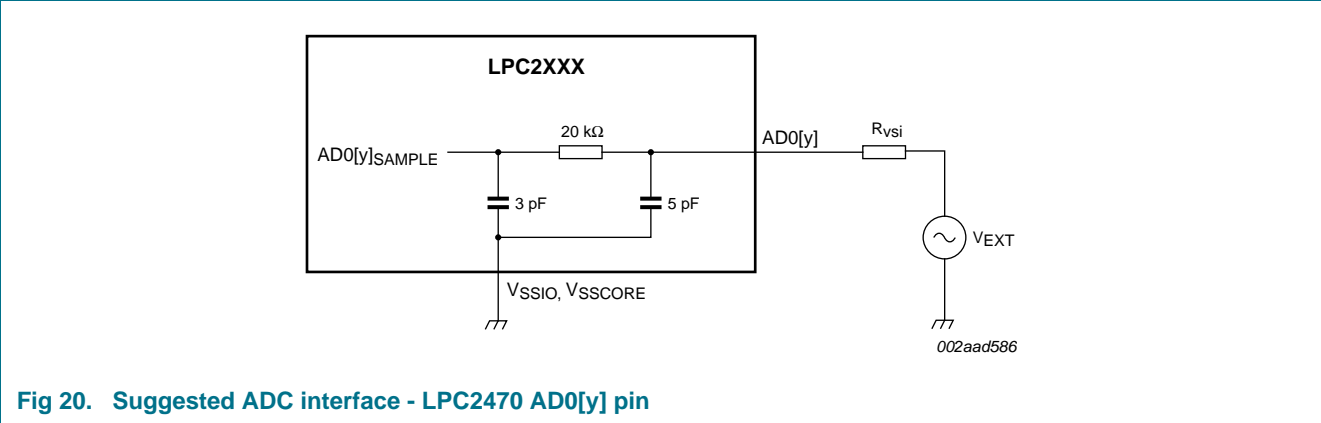 LPC2XXX
20 kΩ
AD0[y]SAMPLE
AD0[y]
Rvsi
3 pF
5 pF
VEXT
VSSIO, VSSCORE
002aad586
Fig 20. Suggested ADC interface - LPC2470 AD0[y] pin